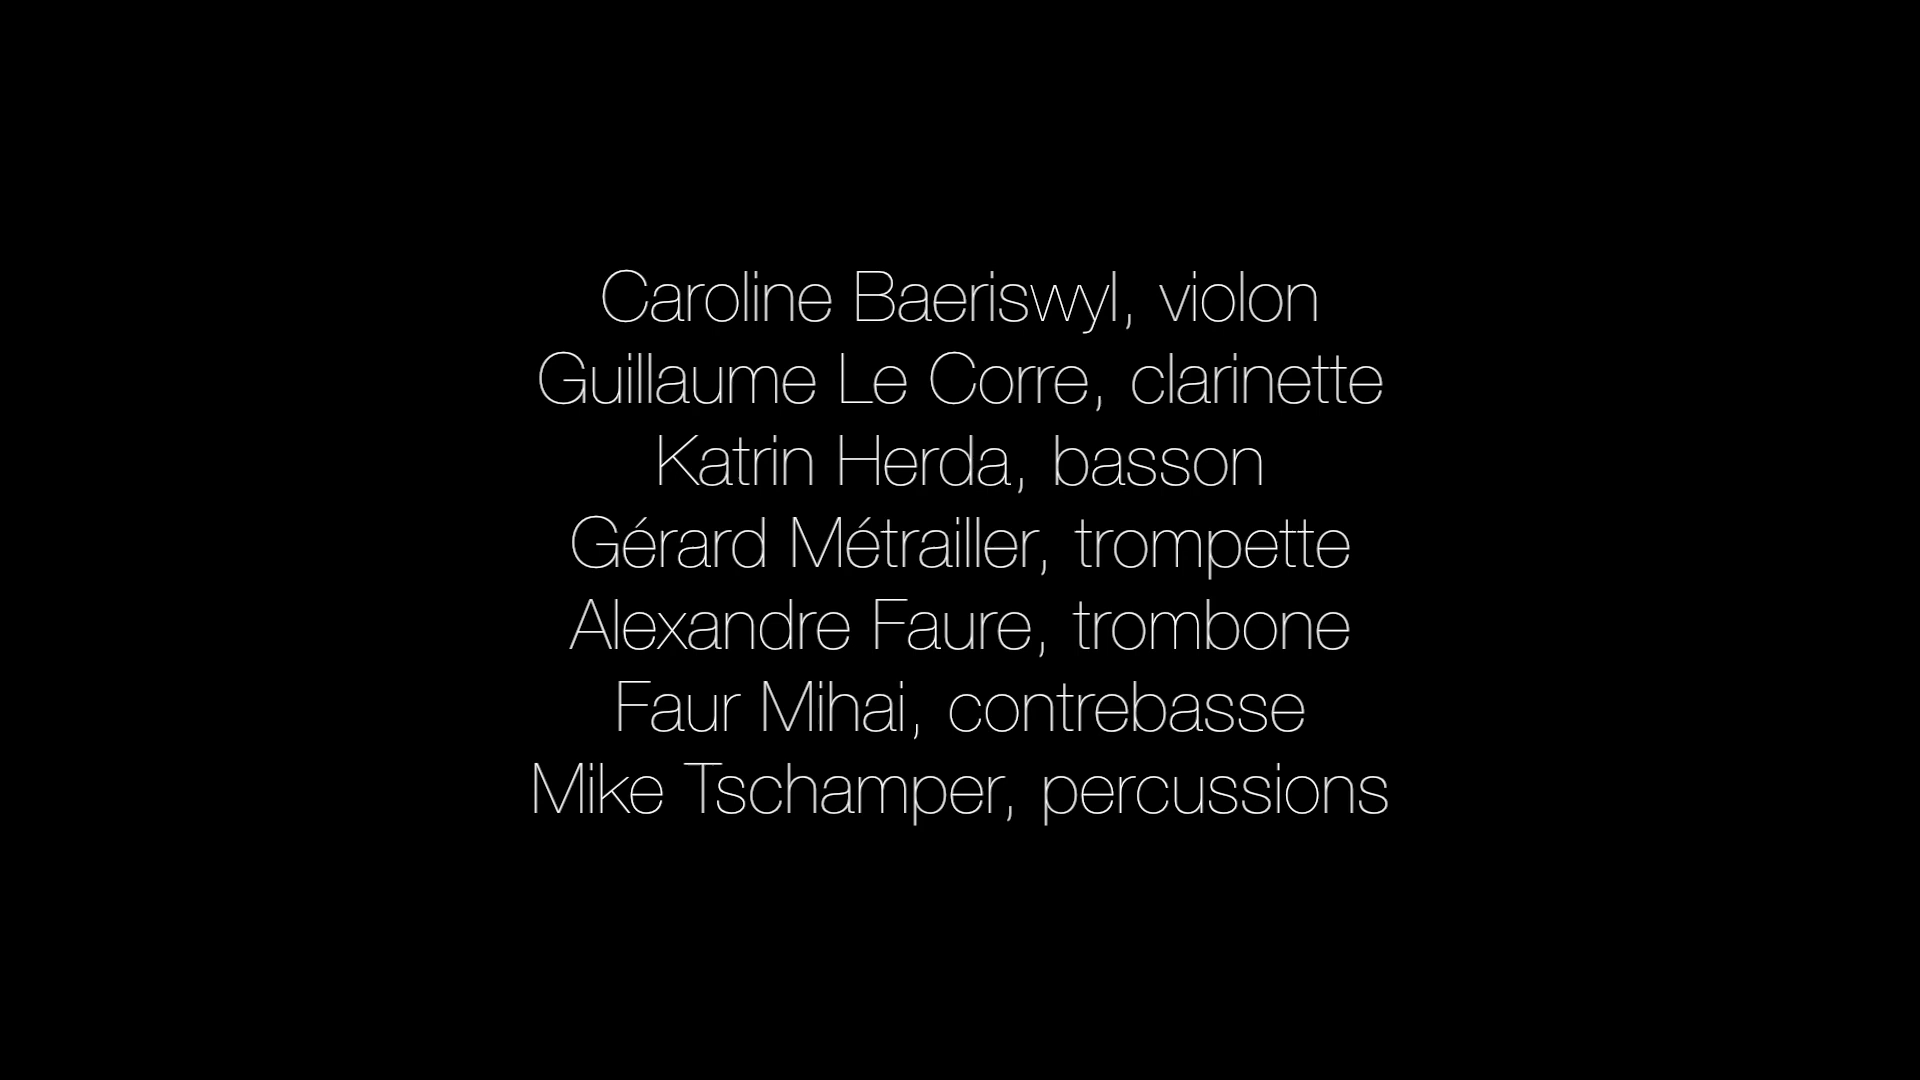 Caroline Baeriswyl, violon
Guillaume Le Corre, clarinette
Katrin Herda, basson
Gérard Métrailler, trompette
Alexandre Faure, trombone
Faur Mihai, contrebasse
Mike Tschamper, percussions